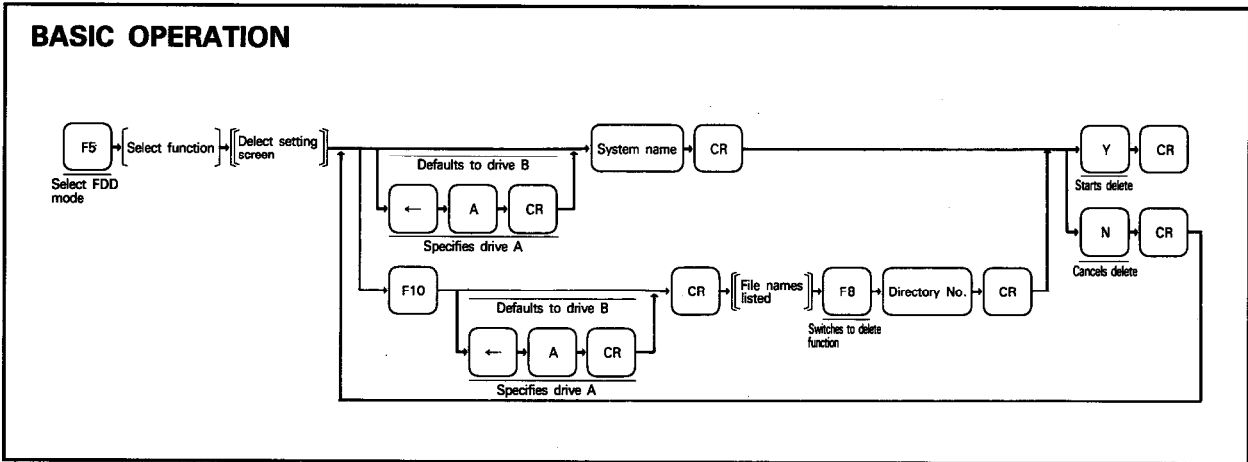 BASIC OPERATION
F5
Select FDD
mode
Select function
Delect setting
screen
Defaults to drive B
← A CR
Specifies drive A
System name
CR
Y CR
Starts delete
N CR
Cancels delete
F10
Defaults to drive B
← A CR
Specifies drive A
CR
File names
listed
F8
Switches to delete
function
Directory No.
CR